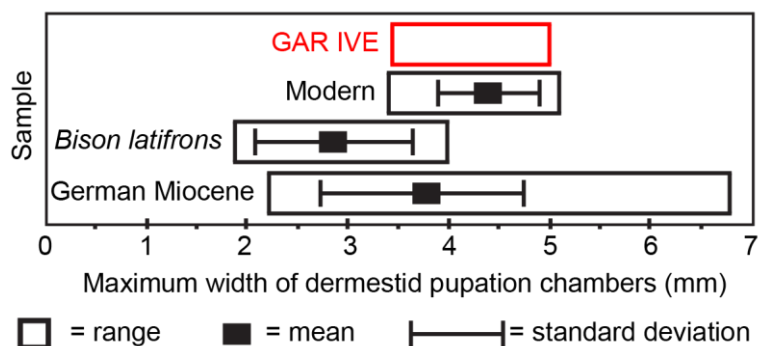 GAR IVE
Modern
Bison latifrons
German Miocene
Sample
0 1 2 3 4 5 6 7
Maximum width of dermestid pupation chambers (mm)
= range = mean = standard deviation